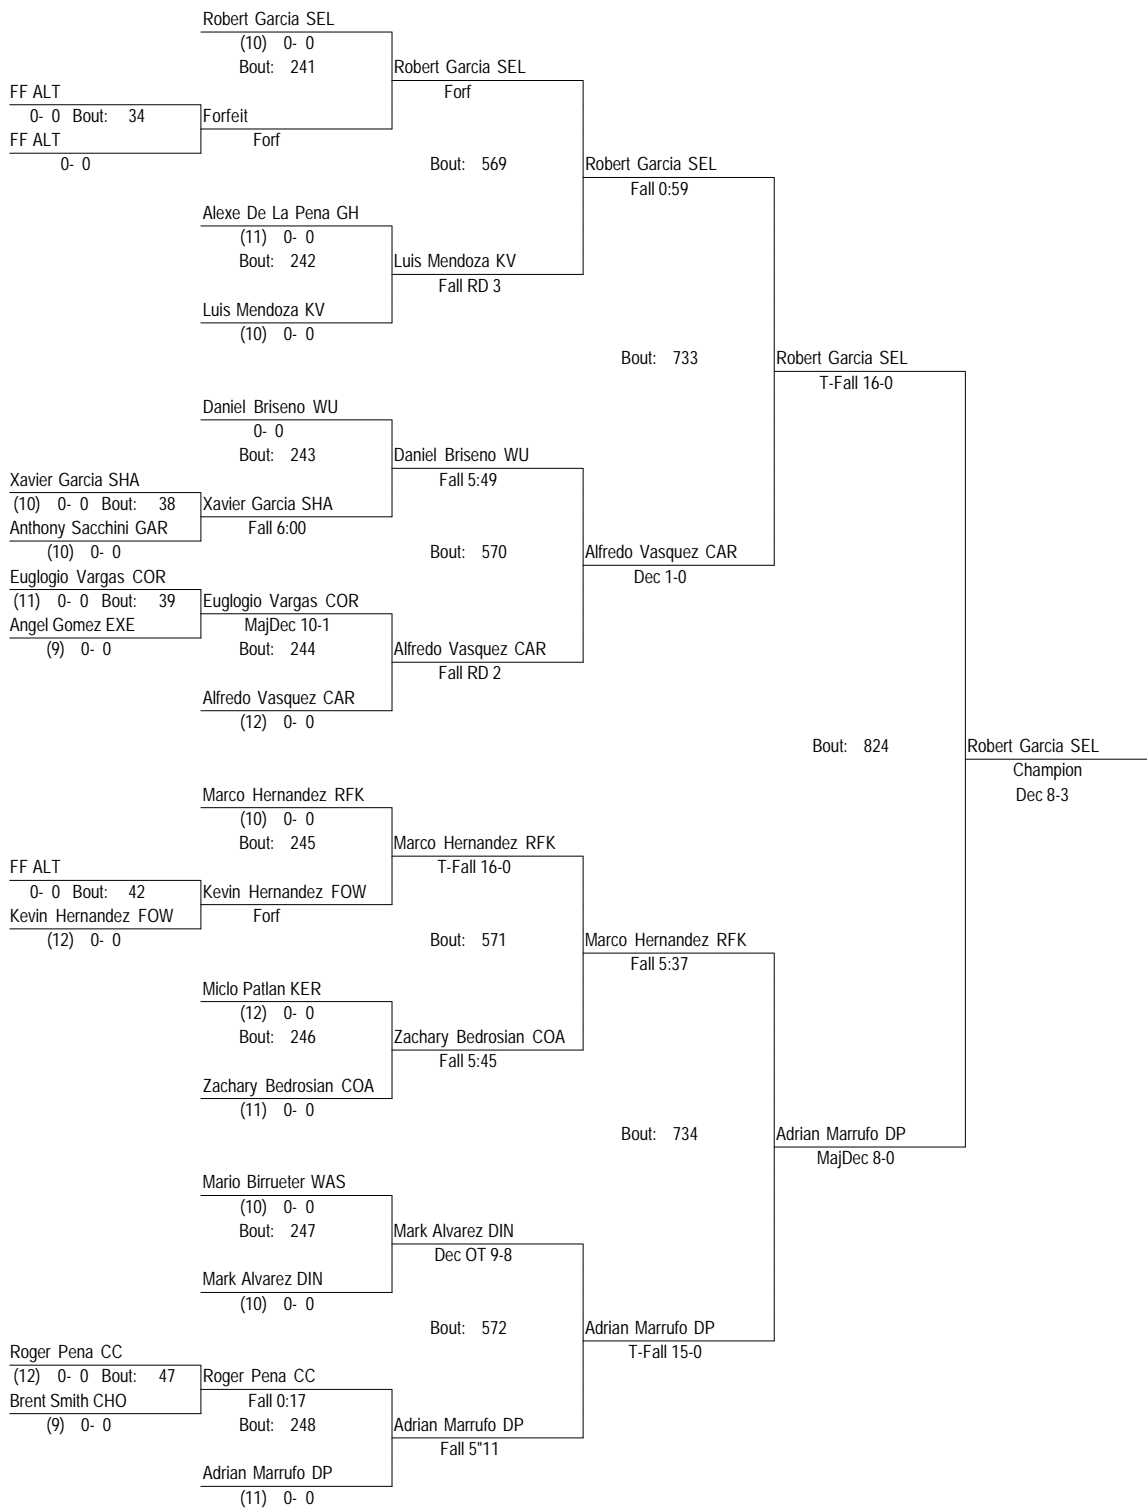 Robert Garcia SEL
(10) 0- 0
Bout: 241
Robert Garcia SEL
Forf
FF ALT
0- 0 Bout: 34
Forfeit
Forf
FF ALT
0- 0
Bout: 569
Robert Garcia SEL
Fall 0:59
Alexe De La Pena GH
(11) 0- 0
Bout: 242
Luis Mendoza KV
Fall RD 3
Luis Mendoza KV
(10) 0- 0
Bout: 733
Robert Garcia SEL
T-Fall 16-0
Daniel Briseno WU
0- 0
Bout: 243
Daniel Briseno WU
Fall 5:49
Xavier Garcia SHA
(10) 0- 0 Bout: 38
Xavier Garcia SHA
Fall 6:00
Anthony Sacchini GAR
(10) 0- 0
Bout: 570
Alfredo Vasquez CAR
Dec 1-0
Euglogio Vargas COR
(11) 0- 0 Bout: 39
Euglogio Vargas COR
MajDec 10-1
Angel Gomez EXE
(9) 0- 0
Bout: 244
Alfredo Vasquez CAR
Fall RD 2
Alfredo Vasquez CAR
(12) 0- 0
Bout: 824
Robert Garcia SEL
Champion
Dec 8-3
Marco Hernandez RFK
(10) 0- 0
Bout: 245
Marco Hernandez RFK
T-Fall 16-0
FF ALT
0- 0 Bout: 42
Kevin Hernandez FOW
Forf
Kevin Hernandez FOW
(12) 0- 0
Bout: 571
Marco Hernandez RFK
Fall 5:37
Miclo Patlan KER
(12) 0- 0
Bout: 246
Zachary Bedrosian COA
Fall 5:45
Zachary Bedrosian COA
(11) 0- 0
Bout: 734
Adrian Marrufo DP
MajDec 8-0
Mario Birrueter WAS
(10) 0- 0
Bout: 247
Mark Alvarez DIN
Dec OT 9-8
Mark Alvarez DIN
(10) 0- 0
Bout: 572
Adrian Marrufo DP
T-Fall 15-0
Roger Pena CC
(12) 0- 0 Bout: 47
Roger Pena CC
Fall 0:17
Brent Smith CHO
(9) 0- 0
Bout: 248
Adrian Marrufo DP
Fall 5"11
Adrian Marrufo DP
(11) 0- 0